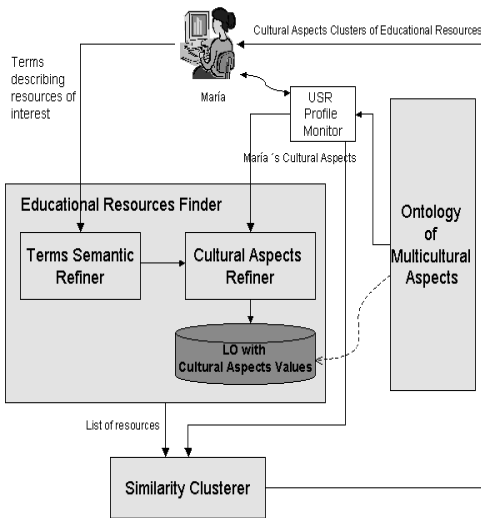 Cultural Aspects Clusters of Educational Resources
Terms
describing
resources of
interest
María
USR
Profile
Monitor
María ´s Cultural Aspects
Educational Resources Finder
Terms Semantic
Refiner
Cultural Aspects
Refiner
Ontology
of
Multicultural
Aspects
LO with
Cultural Aspects Values
List of resources
Similarity Clusterer